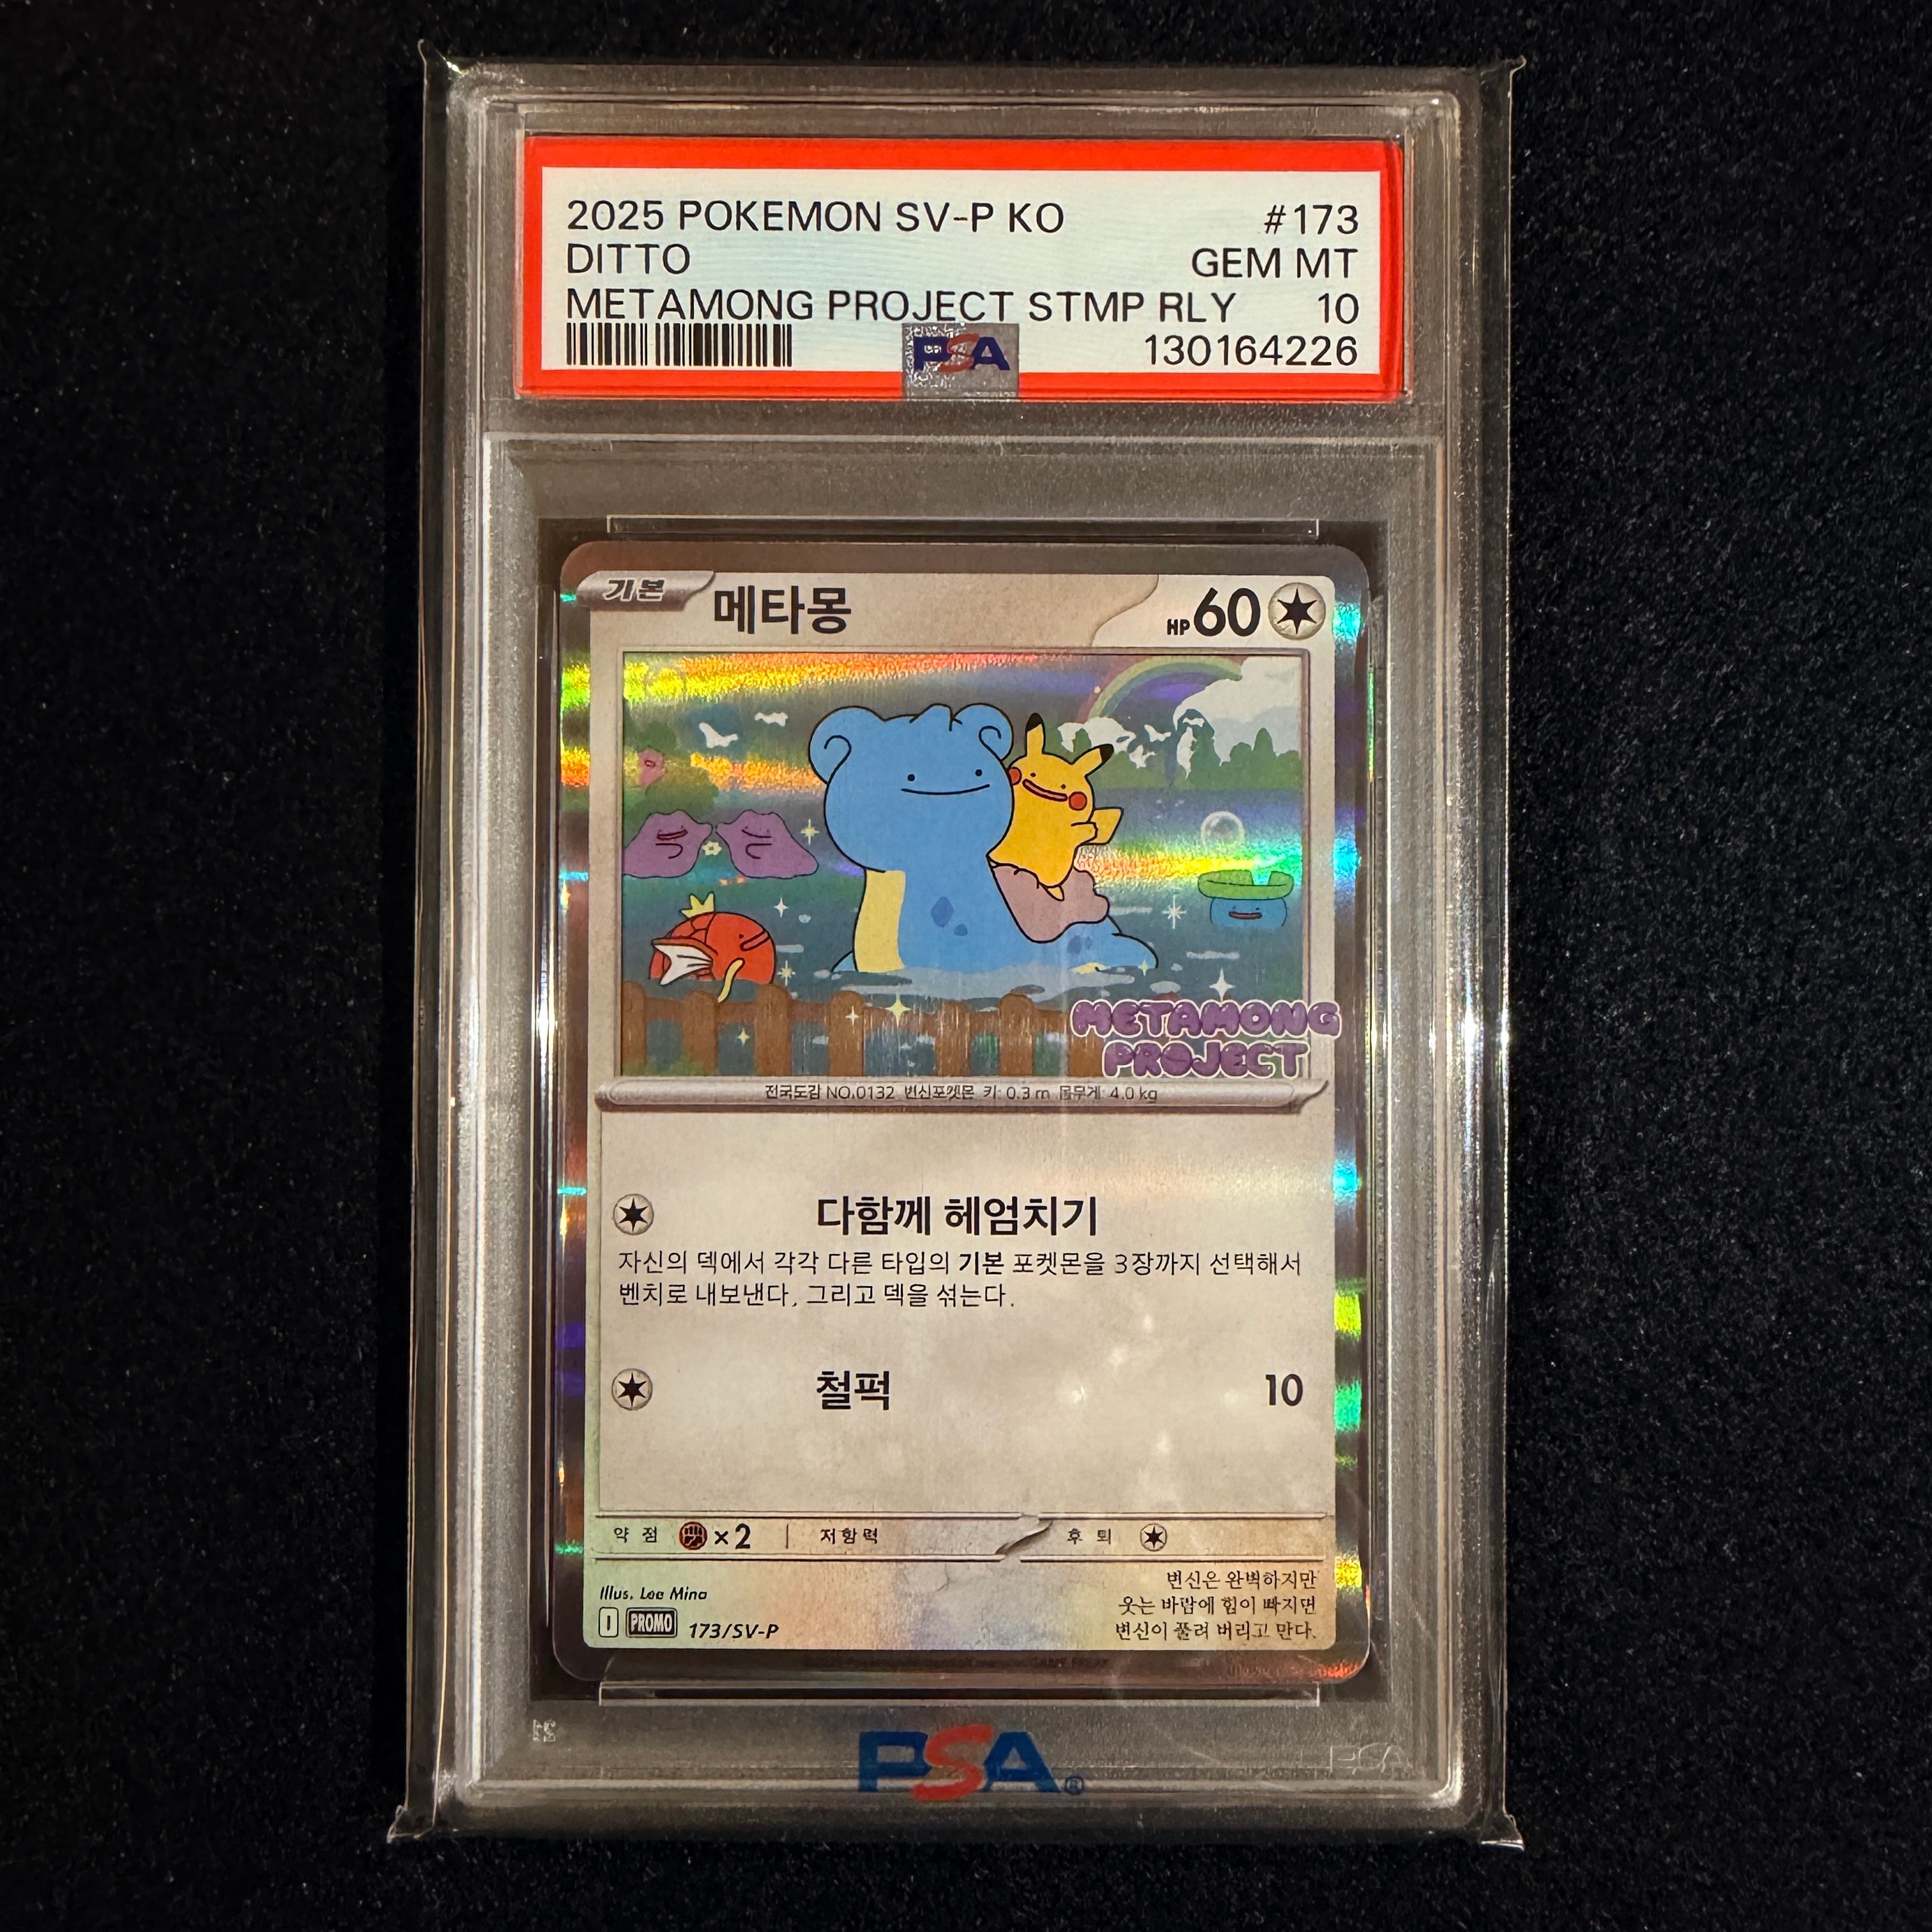 2025 POKEMON SV-P KO #173
DITTO GEM MT
METAMONG PROJECT STMP RLY 10
PSA 130164226
기본 메타몽 HP 60
METAMONG
PROJECT
전국도감 NO.0132 변신포켓몬 키: 0.3 m 몸무게: 4.0 kg
다함께 헤엄치기
자신의 덱에서 각각 다른 타입의 기본 포켓몬을 3장까지 선택해서
벤치로 내보낸다. 그리고 덱을 섞는다.
철퍽 10
약점 ×2 저항력 후퇴
변신은 완벽하지만
Illus. Lee Mina
웃는 바람에 힘이 빠지면
I PROMO 173/SV-P
변신이 풀려 버리고 만다.
PSA®
PSA